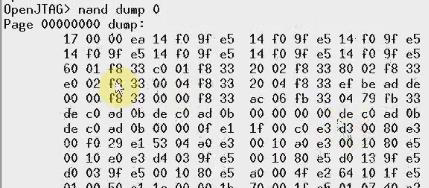 OpenJTAG> nand dump 0
Page 00000000 dump:
17 00 00 ea 14 f0 9f e5 14 f0 9f e5 14 f0 9f e5
14 f0 9f e5 14 f0 9f e5 14 f0 9f e5 14 f0 9f e5
60 01 f8 33 c0 01 f8 33 20 02 f8 33 80 02 f8 33
e0 02 f8 33 00 04 f8 33 20 04 f8 33 ef be ad de
00 00 f8 33 00 00 f8 33 ac 06 fb 33 04 79 fb 33
de c0 ad 0b de c0 ad 0b 00 00 00 00 de c0 ad 0b
de c0 ad 0b 00 00 0f e1 1f 00 c0 e3 d3 00 80 e3
00 f0 29 e1 53 04 a0 e3 00 10 a0 e3 00 10 80 e5
00 10 e0 e3 d4 03 9f e5 00 10 80 e5 d0 13 9f e5
d0 03 9f e5 00 10 80 e5 a0 00 4f e2 64 10 1f e5